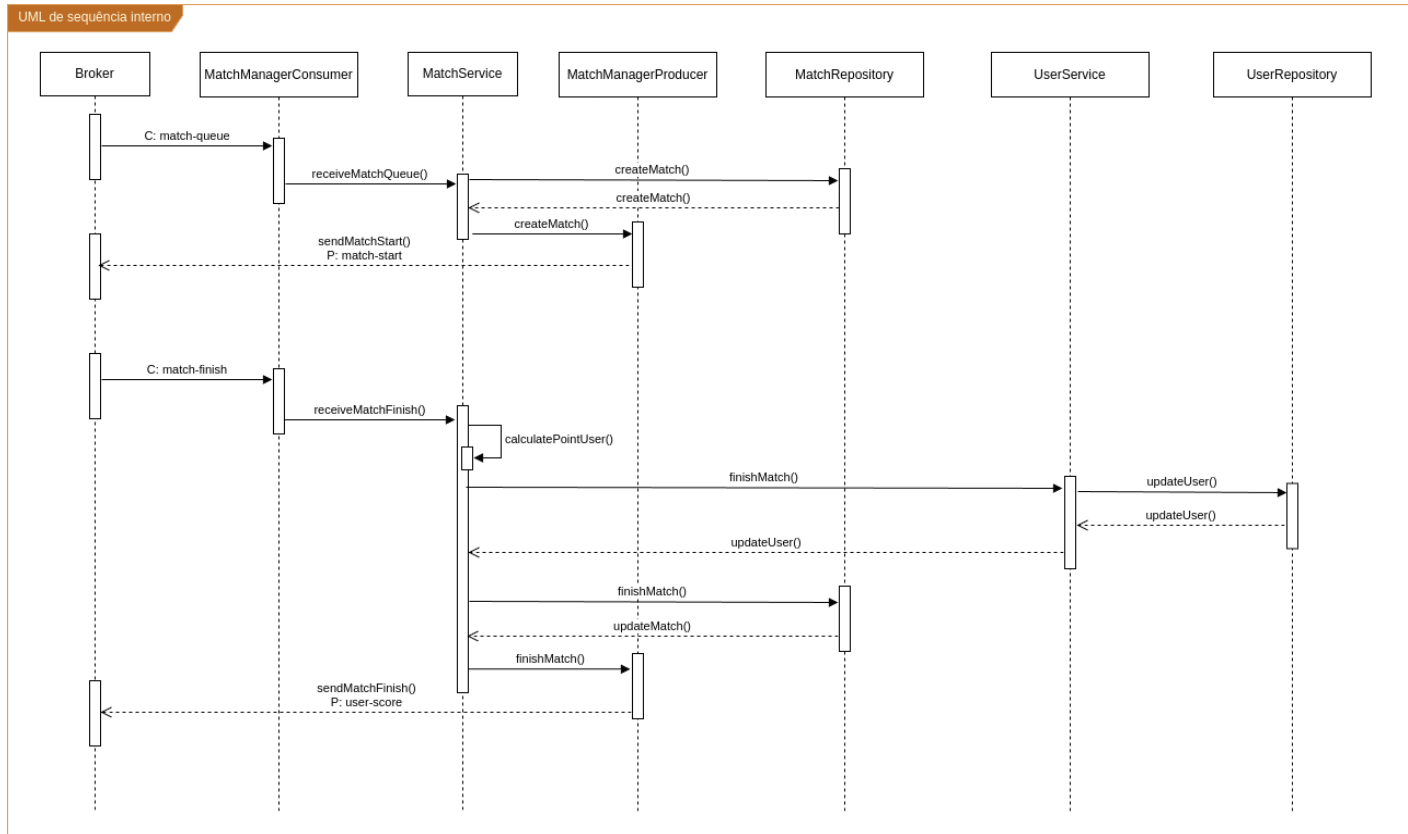 UML de sequência interno
Broker
MatchManagerConsumer
MatchService
MatchManagerProducer
MatchRepository
UserService
UserRepository
C: match-queue
receiveMatchQueue()
createMatch()
createMatch()
createMatch()
sendMatchStart()
P: match-start
C: match-finish
receiveMatchFinish()
calculatePointUser()
finishMatch()
updateUser()
updateUser()
updateUser()
finishMatch()
updateMatch()
finishMatch()
sendMatchFinish()
P: user-score